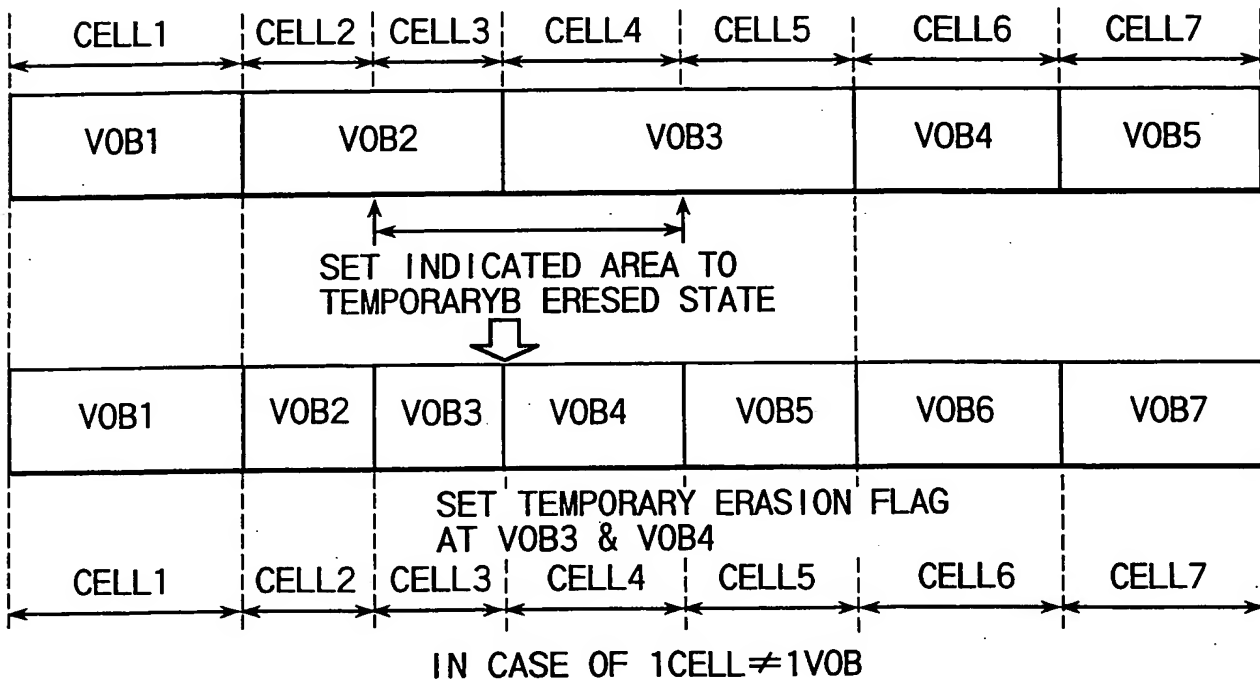 CELL1 CELL2 CELL3 CELL4 CELL5 CELL6 CELL7
VOB1 VOB2 VOB3 VOB4 VOB5
SET INDICATED AREA TO
TEMPORARYB ERESED STATE
VOB1 VOB2 VOB3 VOB4 VOB5 VOB6 VOB7
SET TEMPORARY ERASION FLAG
AT VOB3 & VOB4
CELL1 CELL2 CELL3 CELL4 CELL5 CELL6 CELL7
IN CASE OF 1CELL≠1VOB